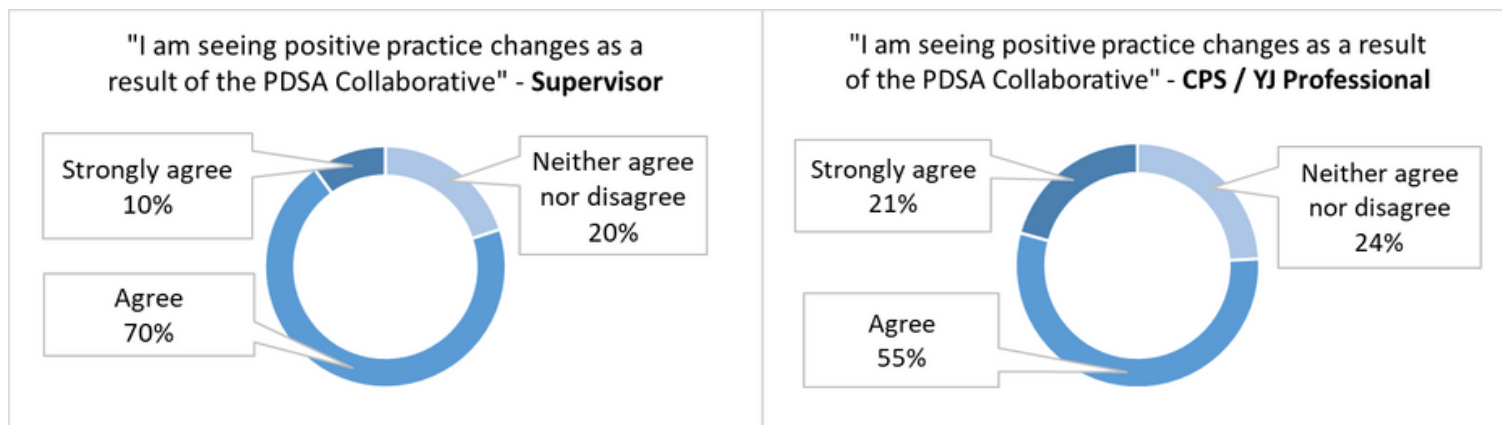 "I am seeing positive practice changes as a
result of the PDSA Collaborative" - Supervisor
Strongly agree
10%
Neither agree
nor disagree
20%
Agree
70%
"I am seeing positive practice changes as a result
of the PDSA Collaborative" - CPS / YJ Professional
Strongly agree
21%
Neither agree
nor disagree
24%
Agree
55%